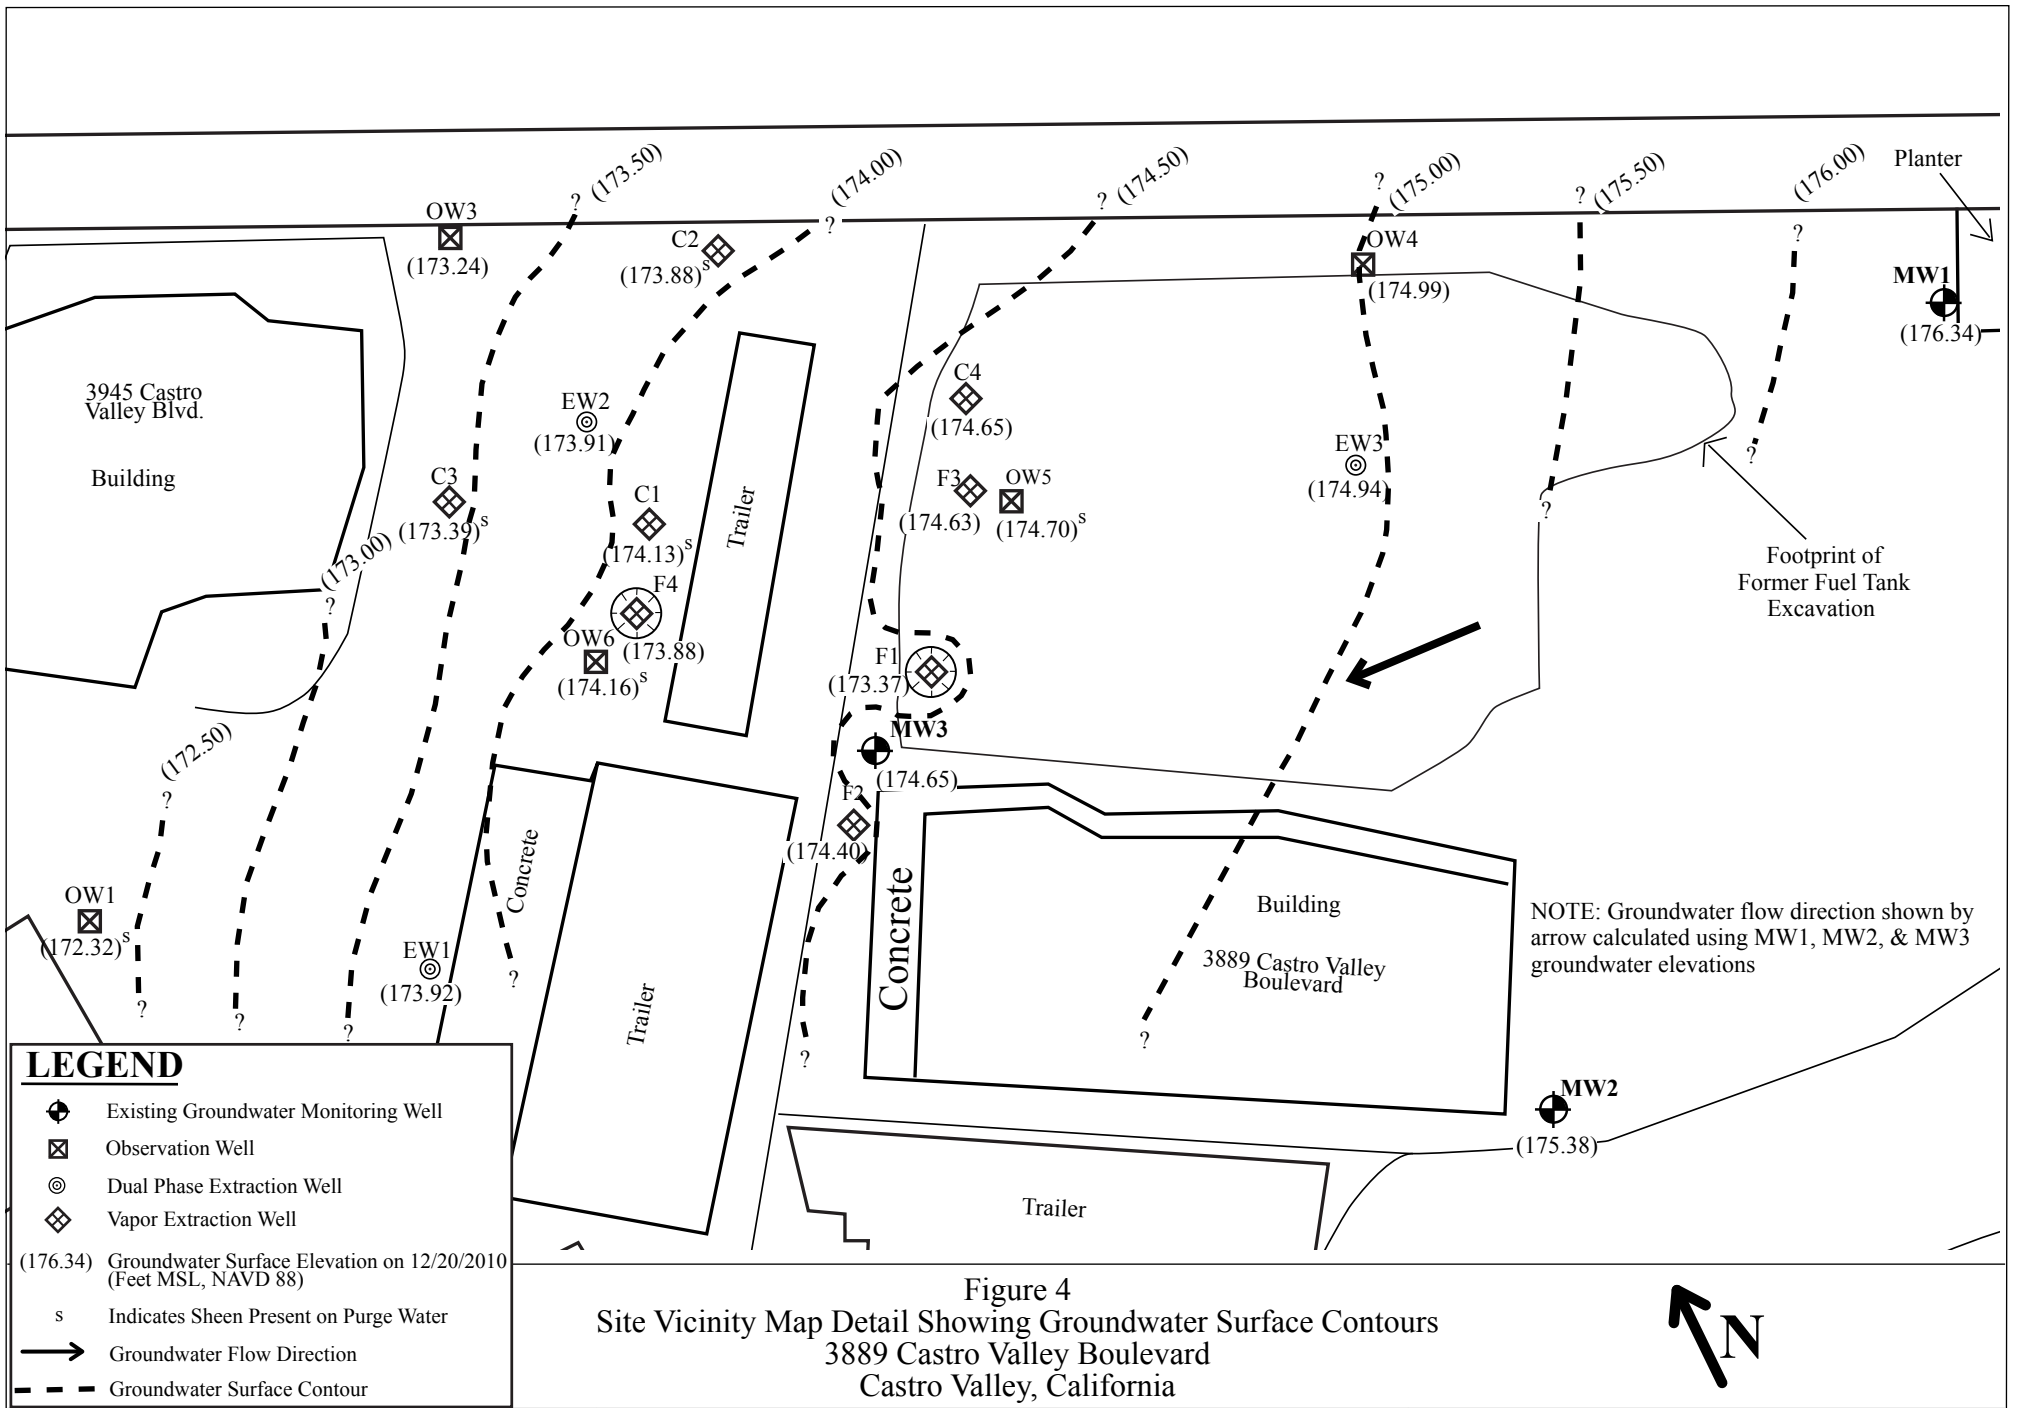 (173.50)
(174.00)
(174.50)
(175.00)
(175.50)
(176.00)
Planter
?
?
?
?
?
?
OW3
(173.24)
C2
(173.88)s
OW4
(174.99)
MW1
(176.34)
3945 Castro
Valley Blvd.
Building
EW2
(173.91)
C4
(174.65)
EW3
(174.94)
?
C3
(173.39)s
C1
(174.13)s
Trailer
F3
(174.63)
OW5
(174.70)s
?
Footprint of
Former Fuel Tank
Excavation
(173.00)
?
F4
(173.88)
OW6
(174.16)s
F1
(173.37)
MW3
(174.65)
(172.50)
?
F2
(174.40)
Concrete
Concrete
OW1
(172.32)s
EW1
(173.92)
Trailer
Building
3889 Castro Valley
Boulevard
NOTE: Groundwater flow direction shown by
arrow calculated using MW1, MW2, & MW3
groundwater elevations
?
?
?
?
?
?
MW2
(175.38)
Trailer
LEGEND
Existing Groundwater Monitoring Well
Observation Well
Dual Phase Extraction Well
Vapor Extraction Well
(176.34) Groundwater Surface Elevation on 12/20/2010
(Feet MSL, NAVD 88)
s Indicates Sheen Present on Purge Water
Groundwater Flow Direction
Groundwater Surface Contour
Figure 4
Site Vicinity Map Detail Showing Groundwater Surface Contours
3889 Castro Valley Boulevard
Castro Valley, California
N